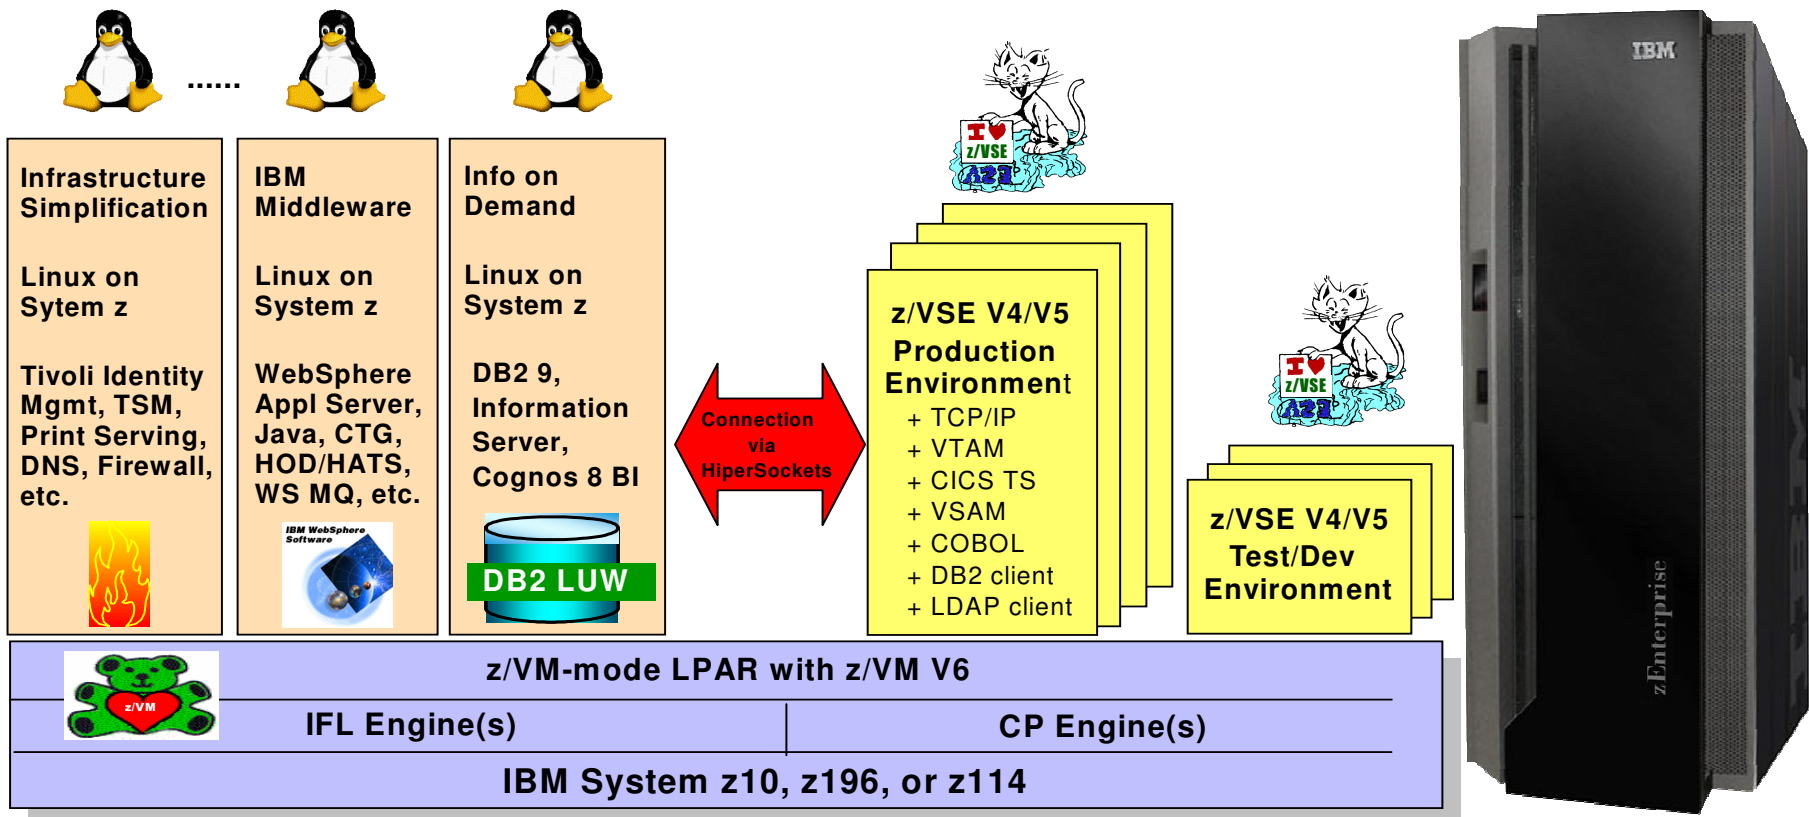 ......
Infrastructure
Simplification
Linux on
Sytem z
Tivoli Identity
Mgmt, TSM,
Print Serving,
DNS, Firewall,
etc.
IBM
Middleware
Linux on
System z
WebSphere
Appl Server,
Java, CTG,
HOD/HATS,
WS MQ, etc.
IBM WebSphere
Software
Info on
Demand
Linux on
System z
DB2 9,
Information
Server,
Cognos 8 BI
DB2 LUW
Connection
via
HiperSockets
I ♥
z/VSE
z/VSE V4/V5
Production
Environment
+ TCP/IP
+ VTAM
+ CICS TS
+ VSAM
+ COBOL
+ DB2 client
+ LDAP client
I ♥
z/VSE
z/VSE V4/V5
Test/Dev
Environment
z/VM
z/VM-mode LPAR with z/VM V6
IFL Engine(s)
CP Engine(s)
IBM System z10, z196, or z114
IBM
zEnterprise